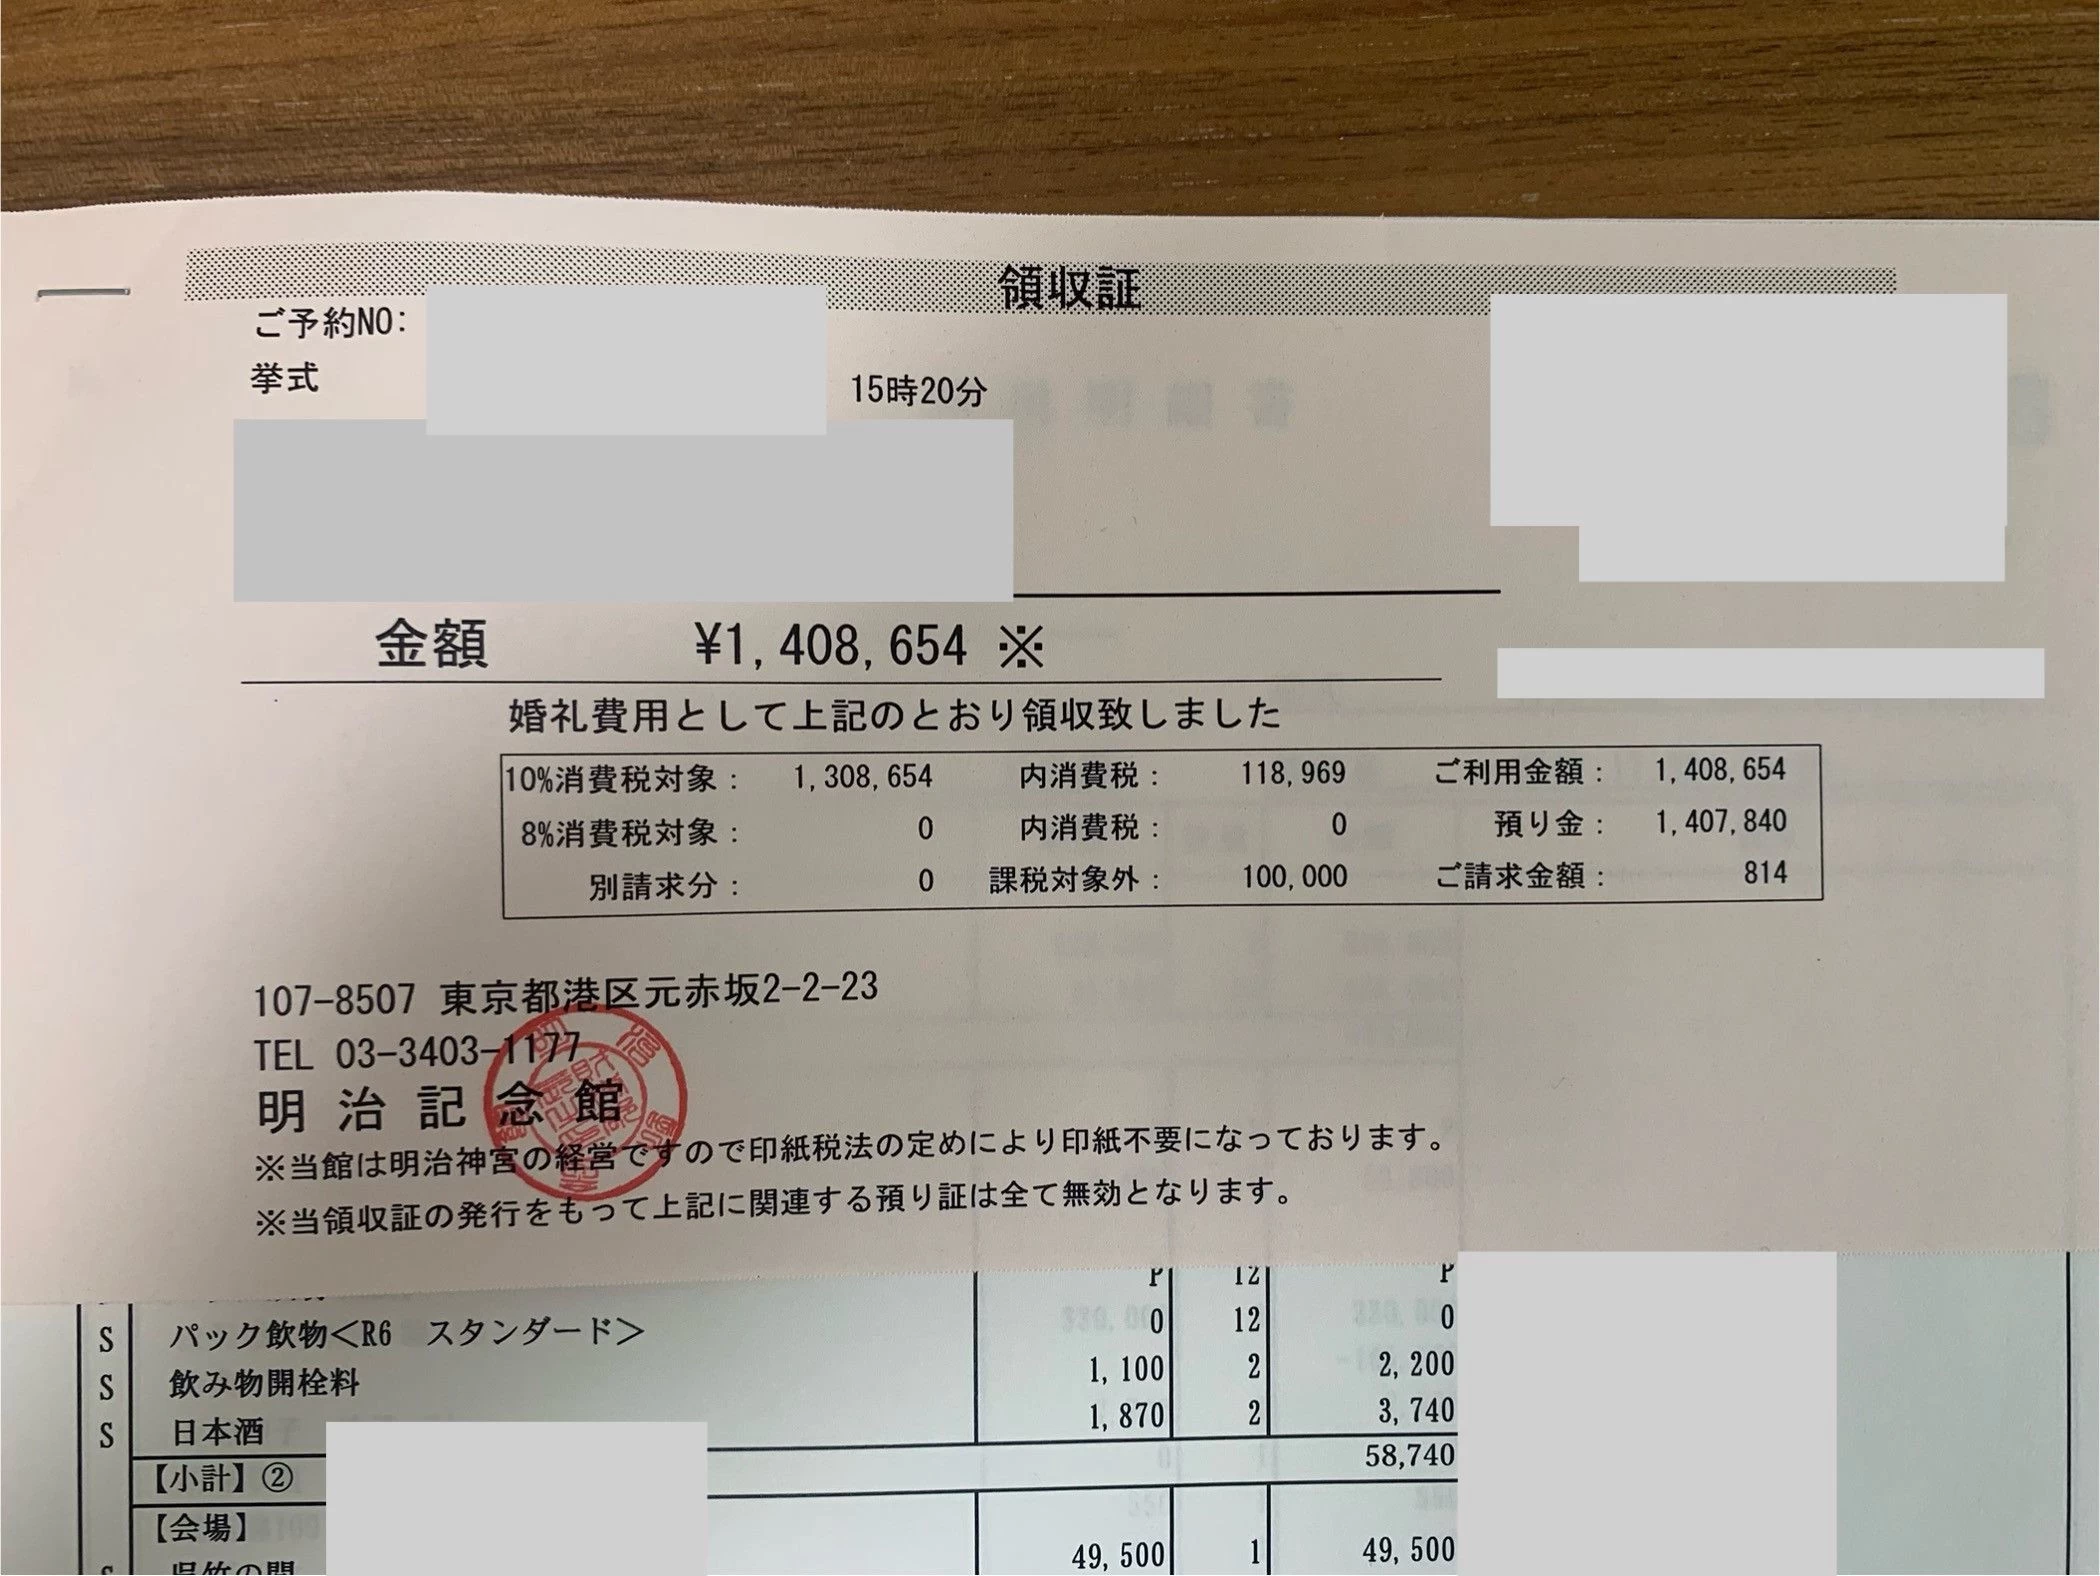 領収証
ご予約NO:
挙式 15時20分
金額 ¥1,408,654 ※
婚礼費用として上記のとおり領収致しました
10%消費税対象: 1,308,654 内消費税: 118,969 ご利用金額: 1,408,654
8%消費税対象: 0 内消費税: 0 預り金: 1,407,840
別請求分: 0 課税対象外: 100,000 ご請求金額: 814
107-8507 東京都港区元赤坂2-2-23
TEL 03-3403-1177
明治記念館
※当館は明治神宮の経営ですので印紙税法の定めにより印紙不要になっております。
※当領収証の発行をもって上記に関連する預り証は全て無効となります。
P 12 P
S パック飲物<R6 スタンダード> 0 12 0
S 飲み物開栓料 1,100 2 2,200
S 日本酒 1,870 2 3,740
【小計】② 58,740
【会場】
S 呉竹の間 49,500 1 49,500